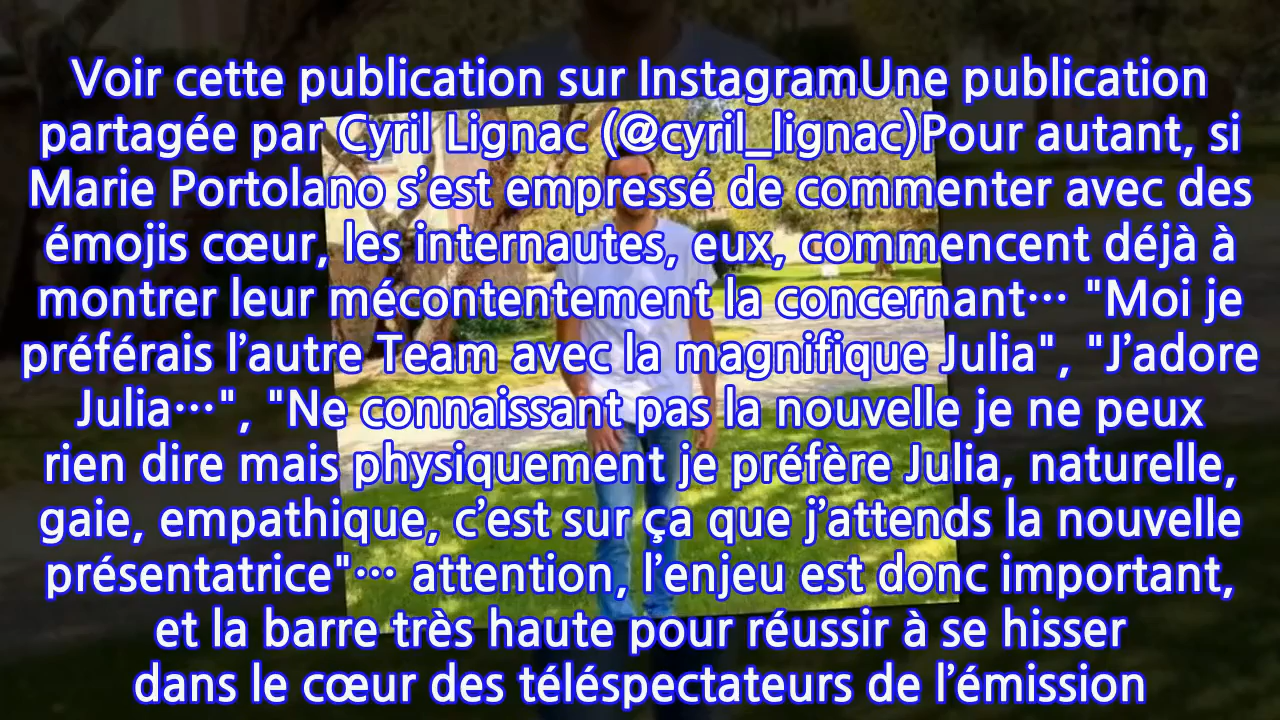 Voir cette publication sur InstagramUne publication
partagée par Cyril Lignac (@cyril_lignac)Pour autant, si
Marie Portolano s’est empressé de commenter avec des
émojis cœur, les internautes, eux, commencent déjà à
montrer leur mécontentement la concernant… "Moi je
préférais l’autre Team avec la magnifique Julia", "J’adore
Julia…", "Ne connaissant pas la nouvelle je ne peux
rien dire mais physiquement je préfère Julia, naturelle,
gaie, empathique, c’est sur ça que j’attends la nouvelle
présentatrice"… attention, l’enjeu est donc important,
et la barre très haute pour réussir à se hisser
dans le cœur des téléspectateurs de l’émission